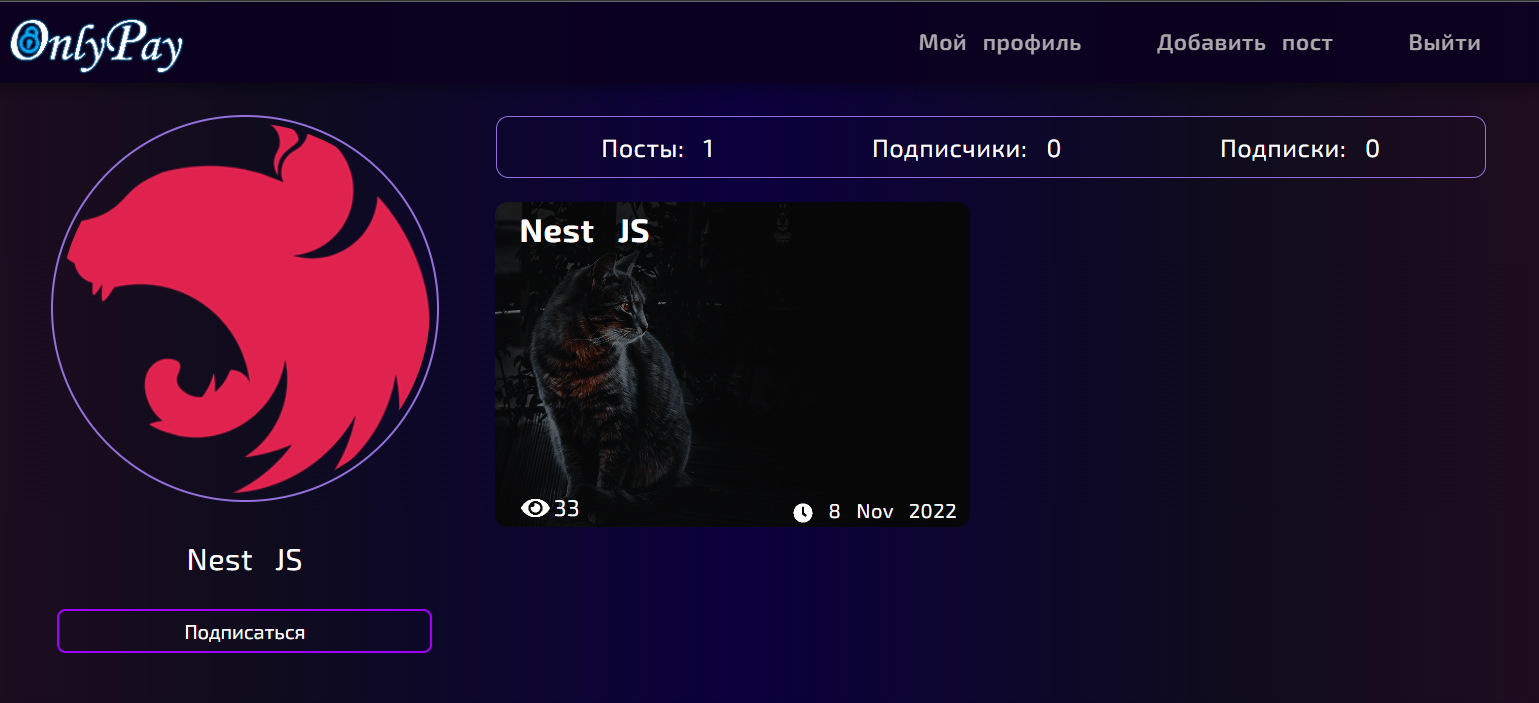 OnlyPay
Мой профиль
Добавить пост
Выйти
Посты: 1
Подписчики: 0
Подписки: 0
Nest JS
33
8 Nov 2022
Nest JS
Подписаться